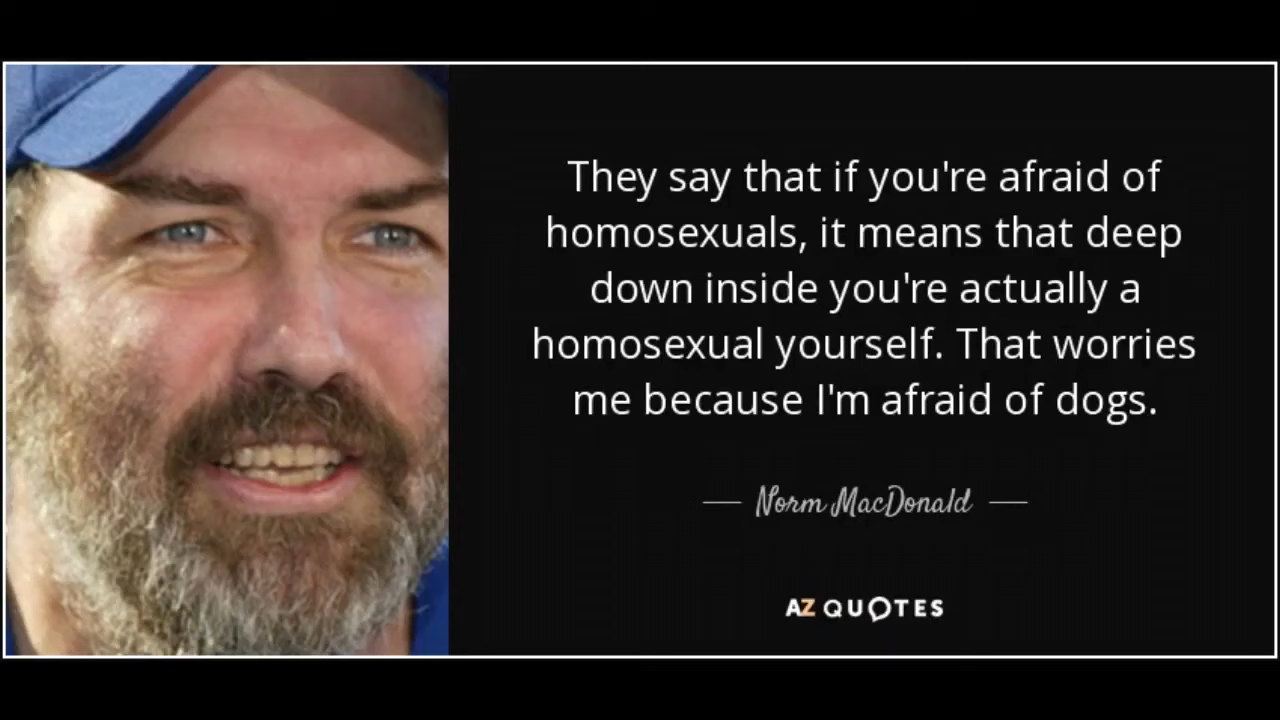 They say that if you're afraid of
homosexuals, it means that deep
down inside you're actually a
homosexual yourself. That worries
me because I'm afraid of dogs.
— Norm MacDonald —
AZ QUOTES